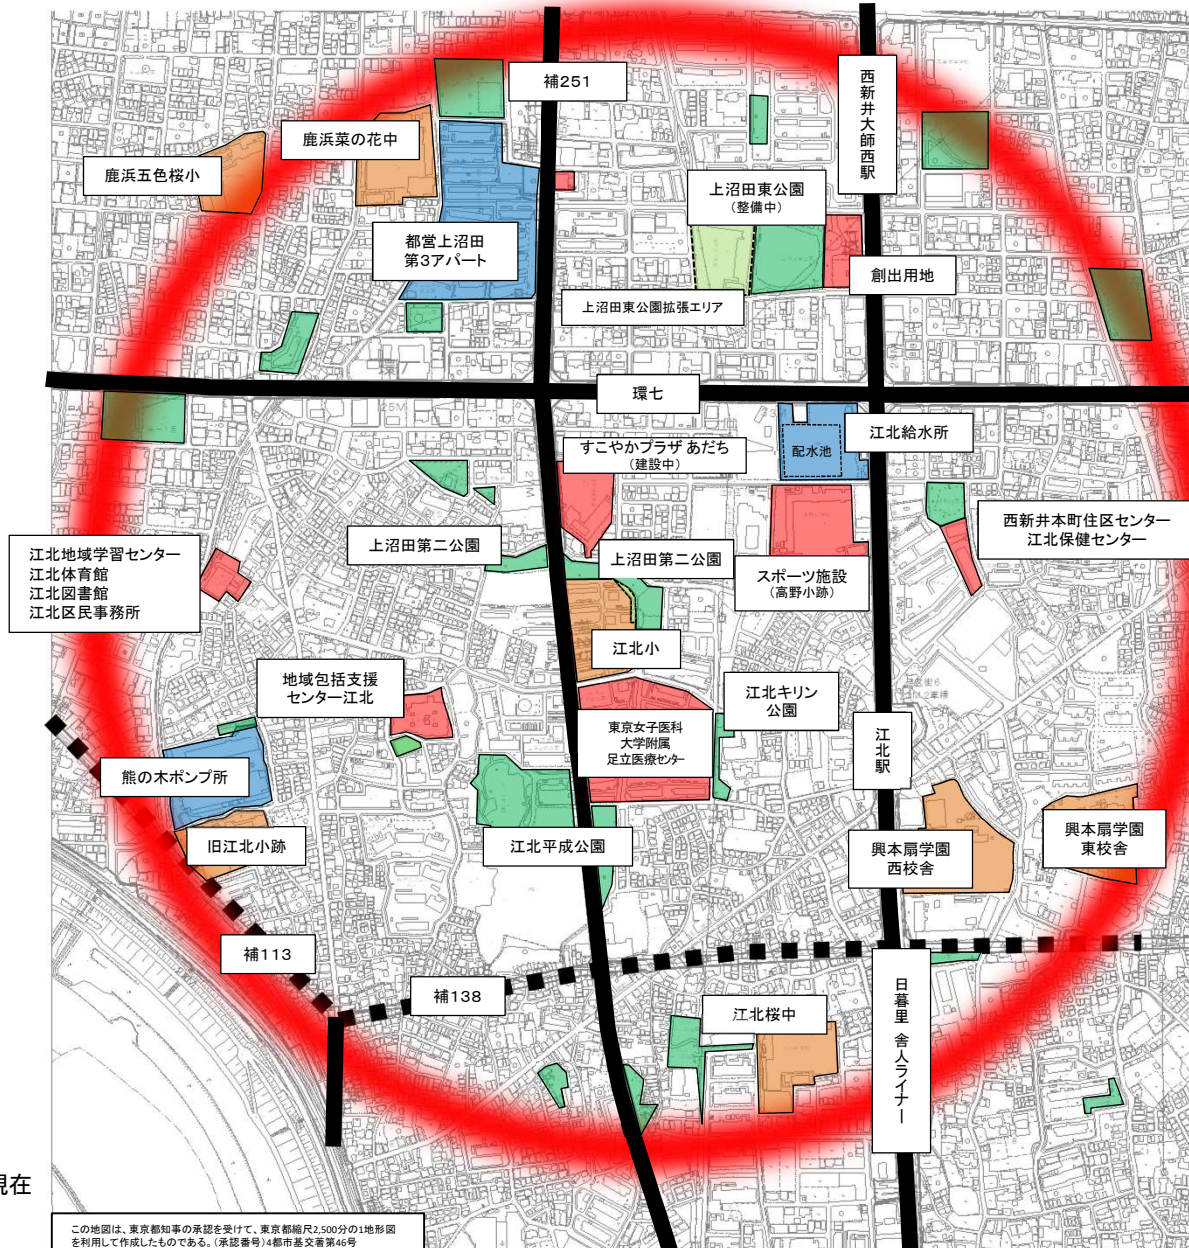 補251
西新井大師西駅
鹿浜菜の花中
鹿浜五色桜小
上沼田東公園
（整備中）
都営上沼田
第3アパート
創出用地
上沼田東公園拡張エリア
環七
江北給水所
すこやかプラザ あだち
（建設中）
配水池
西新井本町住区センター
江北保健センター
上沼田第二公園
上沼田第二公園
スポーツ施設
（高野小跡）
江北地域学習センター
江北体育館
江北図書館
江北区民事務所
江北小
地域包括支援
センター江北
江北キリン
公園
東京女子医科
大学附属
足立医療センター
江北駅
熊の木ポンプ所
旧江北小跡
江北平成公園
興本扇学園
西校舎
興本扇学園
東校舎
補113
補138
江北桜中
日暮里 舎人ライナー
現在
この地図は、東京都知事の承認を受けて、東京都縮尺2,500分の1地形図
を利用して作成したものである。（承認番号）4都市基交著第46号